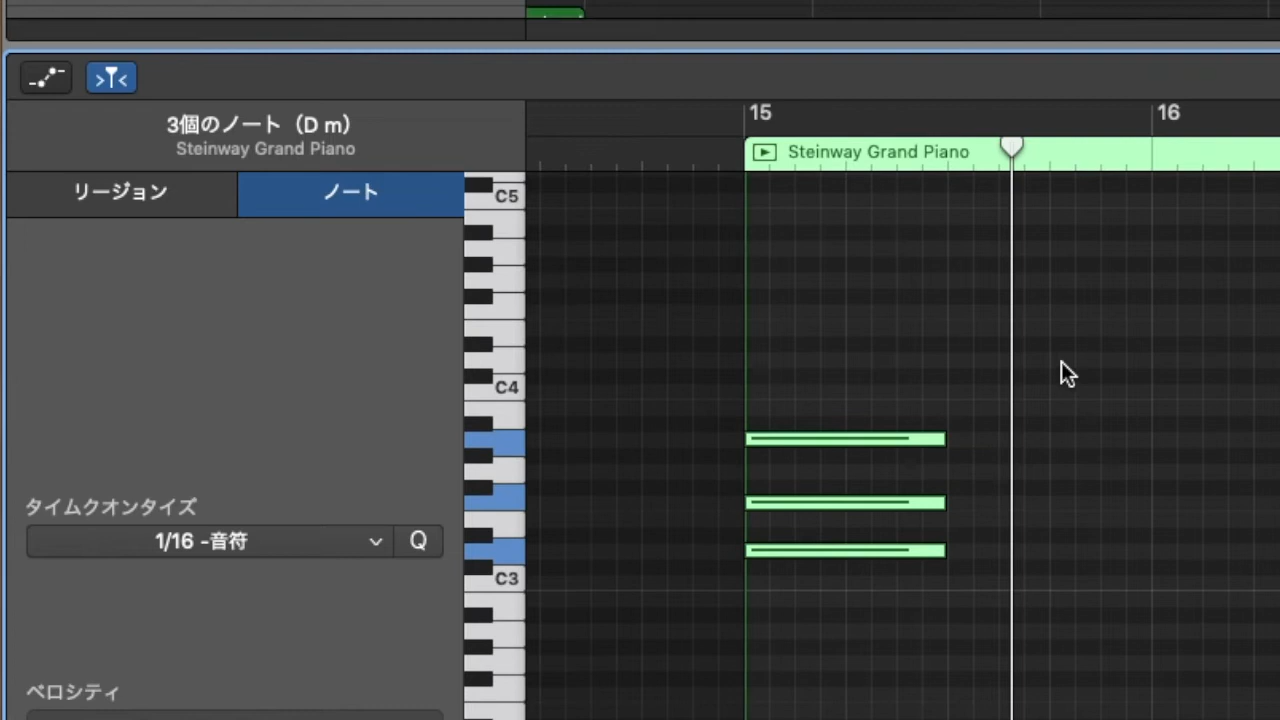 15
16
3個のノート（D m）
Steinway Grand Piano
Steinway Grand Piano
リージョン
ノート
C5
C4
タイムクオンタイズ
1/16 -音符
Q
C3
ベロシティ